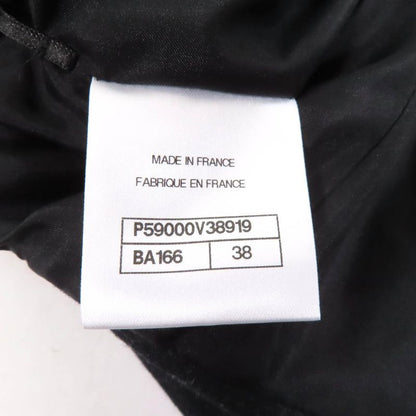 MADE IN FRANCE
FABRIQUE EN FRANCE
P59000V38919
BA166 38